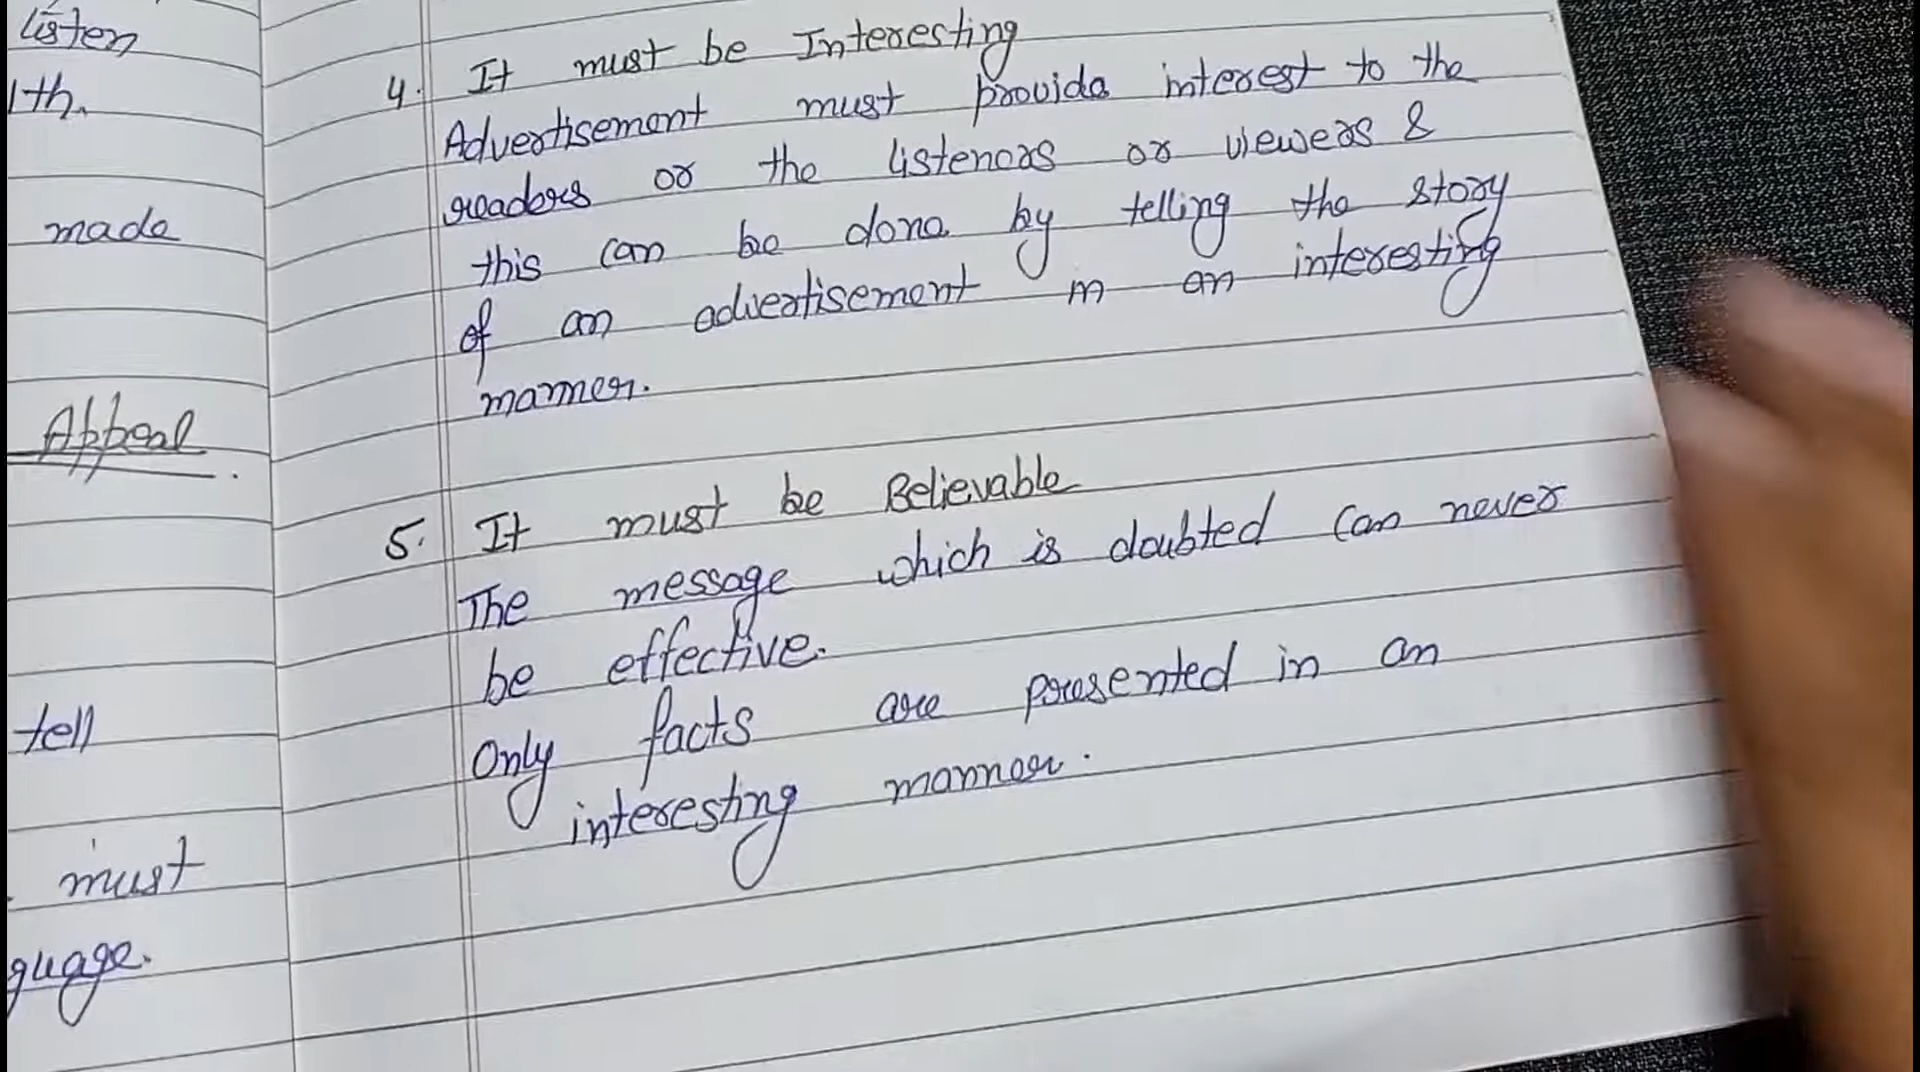 listen
lth.
made
Appeal
tell
must
guage.
4. It must be Interesting
Advertisement must provide interest to the
readers or the listeners or viewers &
this can be done by telling the story
of an advertisement in an interesting
manner.
5. It must be Believable
The message which is doubted can never
be effective.
Only facts are presented in an
interesting manner.